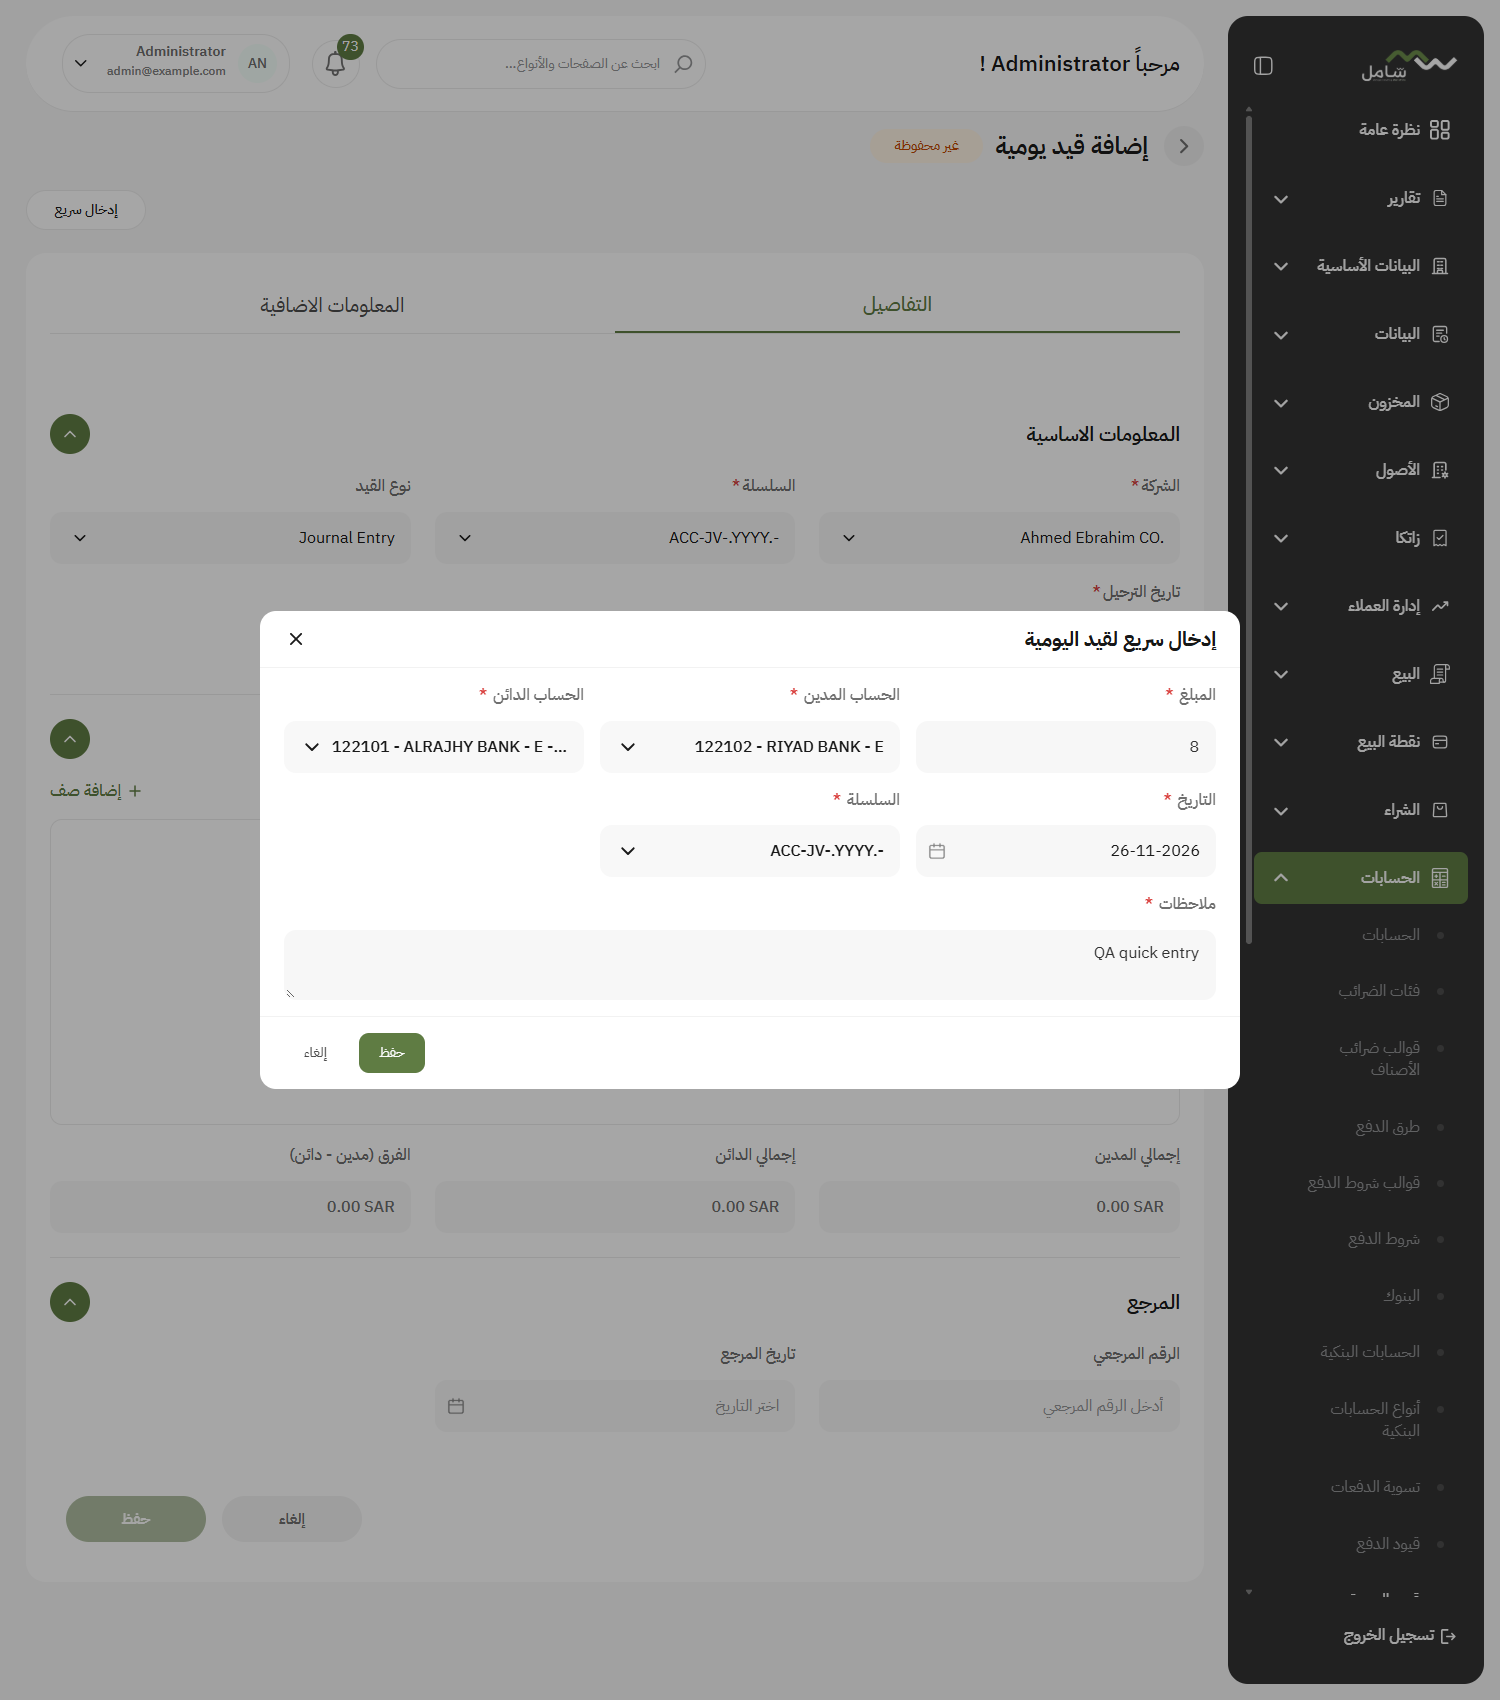 شامل
نظرة عامة
تقارير
البيانات الأساسية
البيانات
المخزون
الأصول
زاتكا
إدارة العملاء
البيع
نقطة البيع
الشراء
الحسابات
الحسابات
فئات الضرائب
قوالب ضرائب
الأصناف
طرق الدفع
قوالب شروط الدفع
شروط الدفع
البنوك
الحسابات البنكية
أنواع الحسابات
البنكية
تسوية الدفعات
قيود الدفع
تسجيل الخروج
مرحباً Administrator !
ابحث عن الصفحات والأنواع...
73
AN
Administrator
admin@example.com
إضافة قيد يومية
غير محفوظة
إدخال سريع
التفاصيل
المعلومات الاضافية
المعلومات الاساسية
الشركة *
السلسلة *
نوع القيد
Ahmed Ebrahim CO.
ACC-JV-.YYYY.-
Journal Entry
تاريخ الترحيل *
إدخال سريع لقيد اليومية
المبلغ *
الحساب المدين *
الحساب الدائن *
8
122102 - RIYAD BANK - E
122101 - ALRAJHY BANK - E -...
التاريخ *
السلسلة *
26-11-2026
ACC-JV-.YYYY.-
ملاحظات *
QA quick entry
حفظ
إلغاء
إضافة صف
إجمالي المدين
إجمالي الدائن
الفرق (مدين - دائن)
0.00 SAR
0.00 SAR
0.00 SAR
المرجع
الرقم المرجعي
تاريخ المرجع
أدخل الرقم المرجعي
اختر التاريخ
إلغاء
حفظ